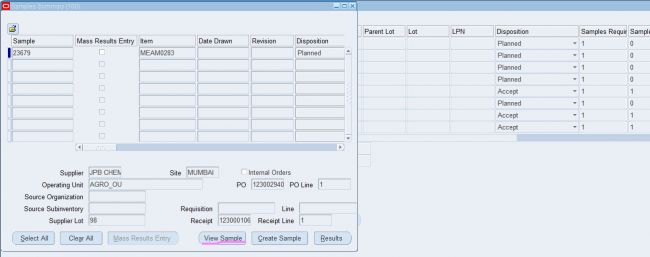 Samples Summary (100)
Sample Mass Results Entry Item Date Drawn Revision Disposition
23679 MEAM0283 Planned
Supplier JPB CHEM Site MUMBAI Internal Orders
Operating Unit AGRO_OU PO 123002940 PO Line 1
Source Organization
Source Subinventory Requisition Line
Supplier Lot 98 Receipt 123000106 Receipt Line 1
Select All Clear All Mass Results Entry View Sample Create Sample Results
Parent Lot Lot LPN Disposition Samples Requir Sample
Planned 1 0
Planned 1 0
Planned 1 0
Planned 1 0
Accept 1 1
Planned 1 0
Accept 1 1
Accept 1 1